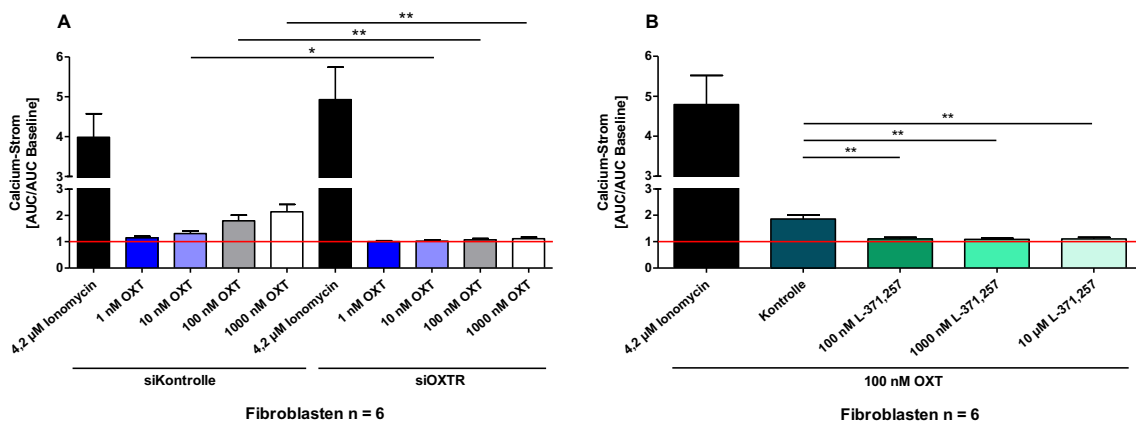 A
**
**
*
Calcium-Strom
[AUC/AUC Baseline]
6
5
4
3
3
2
1
0
4,2 µM Ionomycin
1 nM OXT
10 nM OXT
100 nM OXT
1000 nM OXT
4,2 µM Ionomycin
1 nM OXT
10 nM OXT
100 nM OXT
1000 nM OXT
siKontrolle
siOXTR
Fibroblasten n = 6
B
**
**
**
Calcium-Strom
[AUC/AUC Baseline]
6
5
4
3
3
2
1
0
4,2 µM Ionomycin
Kontrolle
100 nM L-371,257
1000 nM L-371,257
10 µM L-371,257
100 nM OXT
Fibroblasten n = 6